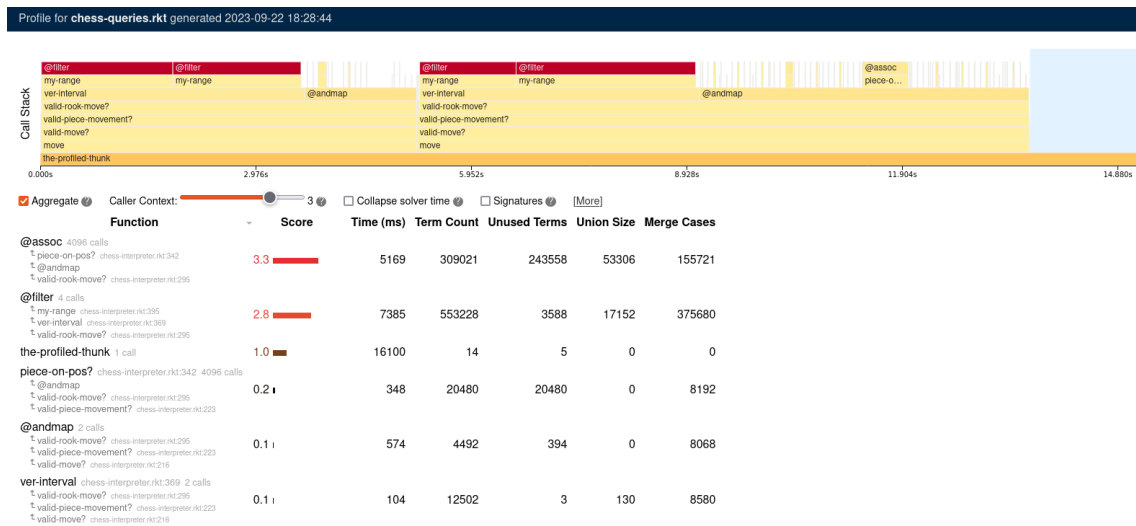 Profile for chess-queries.rkt generated 2023-09-22 18:28:44
Call Stack
@filter @filter @filter @filter @assoc
my-range my-range my-range my-range piece-o...
ver-interval @andmap ver-interval @andmap
valid-rook-move? valid-rook-move?
valid-piece-movement? valid-piece-movement?
valid-move? valid-move?
move move
the-profiled-thunk
0.000s 2.976s 5.952s 8.928s 11.904s 14.880s
Aggregate ? Caller Context: 3 ? Collapse solver time ? Signatures ? [More]
Function Score Time (ms) Term Count Unused Terms Union Size Merge Cases
@assoc 4096 calls
piece-on-pos? chess-interpreter.rkt:342
@andmap
valid-rook-move? chess-interpreter.rkt:295
3.3 5169 309021 243558 53306 155721
@filter 4 calls
my-range chess-interpreter.rkt:395
ver-interval chess-interpreter.rkt:369
valid-rook-move? chess-interpreter.rkt:295
2.8 7385 553228 3588 17152 375680
the-profiled-thunk 1 call 1.0 16100 14 5 0 0
piece-on-pos? chess-interpreter.rkt:342 4096 calls
@andmap
valid-rook-move? chess-interpreter.rkt:295
valid-piece-movement? chess-interpreter.rkt:223
0.2 348 20480 20480 0 8192
@andmap 2 calls
valid-rook-move? chess-interpreter.rkt:295
valid-piece-movement? chess-interpreter.rkt:223
valid-move? chess-interpreter.rkt:216
0.1 574 4492 394 0 8068
ver-interval chess-interpreter.rkt:369 2 calls
valid-rook-move? chess-interpreter.rkt:295
valid-piece-movement? chess-interpreter.rkt:223
valid-move? chess-interpreter.rkt:216
0.1 104 12502 3 130 8580